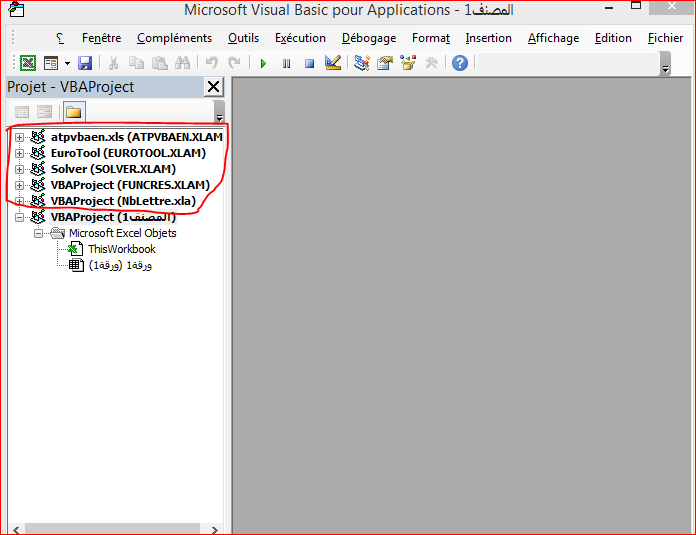 Microsoft Visual Basic pour Applications - المصنف1
؟ Fenêtre Compléments Outils Exécution Débogage Format Insertion Affichage Edition Fichier
Projet - VBAProject
atpvbaen.xls (ATPVBAEN.XLAM
EuroTool (EUROTOOL.XLAM)
Solver (SOLVER.XLAM)
VBAProject (FUNCRES.XLAM)
VBAProject (NbLettre.xla)
VBAProject (المصنف1)
Microsoft Excel Objets
ThisWorkbook
ورقة1 (ورقة1)